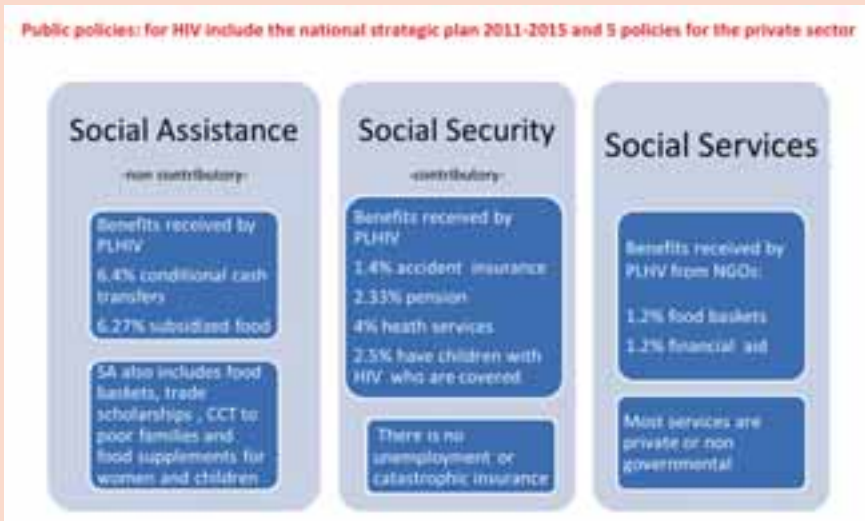 Public policies: for HIV include the national strategic plan 2011-2015 and 5 policies for the private sector
Social Assistance
-non contributory-
Benefits received by
PLHIV
6.4% conditional cash
transfers
6.27% subsidized food
SA also includes food
baskets, trade
scholarships , CCT to
poor families and
food supplements for
women and children
Social Security
-contributory-
Benefits received by
PLHIV
1.4% accident insurance
2.33% pension
4% heath services
2.5% have children with
HIV who are covered
There is no
unemployment or
catastrophic insurance
Social Services
Benefits received by
PLHV from NGOs:
1.2% food baskets
1.2% financial aid
Most services are
private or non
governmental